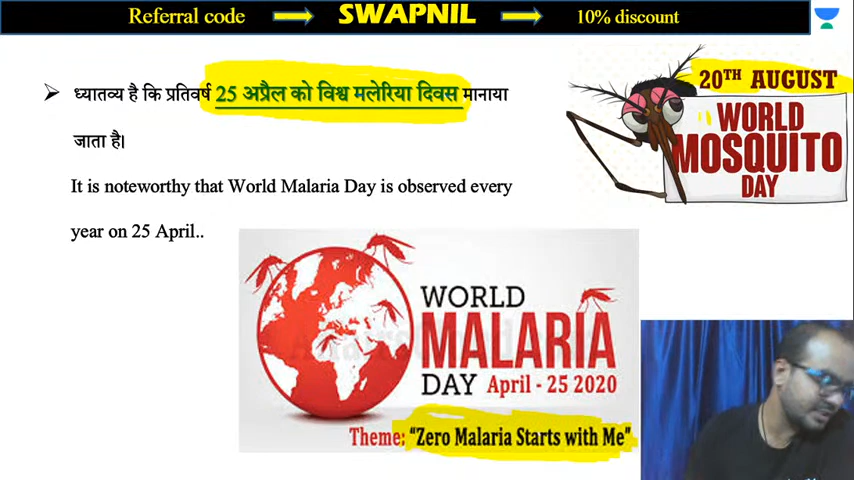 Referral code SWAPNIL 10% discount
ध्यातव्य है कि प्रतिवर्ष 25 अप्रैल को विश्व मलेरिया दिवस मानाया
जाता है।
It is noteworthy that World Malaria Day is observed every
year on 25 April..
20TH AUGUST
WORLD
MOSQUITO
DAY
WORLD
MALARIA
DAY April - 25 2020
Theme: “Zero Malaria Starts with Me”